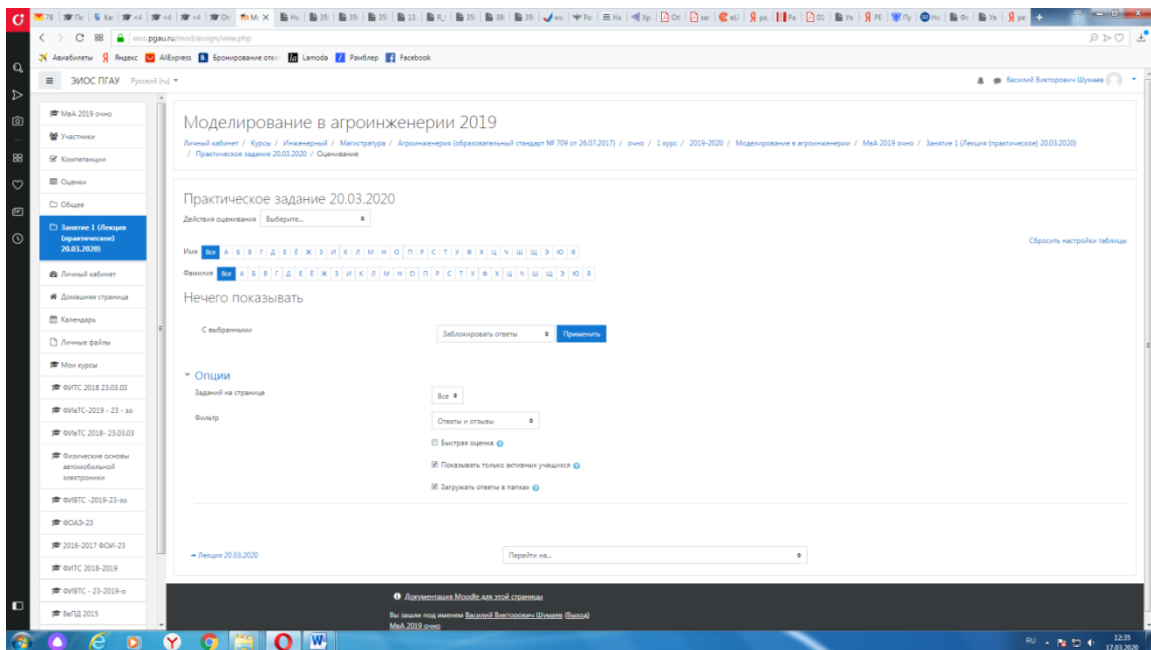 eios.pgau.ru/mod/assign/view.php
Авиабилеты Яндекс AliExpress Бронирование отел Lamoda Рамблер Facebook
ЭИОС ПГАУ Русский (ru)
Василий Викторович Шумаев
МвА 2019 очно
Участники
Компетенции
Оценки
Общее
Занятие 1 (Лекция
(практическое)
20.03.2020)
Личный кабинет
Домашняя страница
Календарь
Личные файлы
Мои курсы
ФИТС 2018 23.03.03
ФИвТС-2019 - 23 - зо
ФИвТС 2018- 23.03.03
Физические основы
автомобильной
электроники
ФИВТС -2019-23-зо
ФОАЭ-23
2016-2017 ФОИ-23
ФИТС 2018-2019
ФИВТС - 23-2019-о
ВвПД 2015
Моделирование в агроинженерии 2019
Личный кабинет / Курсы / Инженерный / Магистратура / Агроинженерия (образовательный стандарт № 709 от 26.07.2017) / очно / 1 курс / 2019-2020 / Моделирование в агроинженерии / МвА 2019 очно / Занятие 1 (Лекция (практическое) 20.03.2020)
/ Практическое задание 20.03.2020 / Оценивание
Практическое задание 20.03.2020
Действия оценивания Выберите...
Сбросить настройки таблицы
Имя Все А Б В Г Д Е Ё Ж З И К Л М Н О П Р С Т У Ф Х Ц Ч Ш Щ Э Ю Я
Фамилия Все А Б В Г Д Е Ё Ж З И К Л М Н О П Р С Т У Ф Х Ц Ч Ш Щ Э Ю Я
Нечего показывать
С выбранными Заблокировать ответы Применить
Опции
Заданий на странице Все
Фильтр Ответы и отзывы
Быстрая оценка
Показывать только активных учащихся
Загружать ответы в папках
Лекция 20.03.2020 Перейти на...
Документация Moodle для этой страницы
Вы зашли под именем Василий Викторович Шумаев (Выход)
МвА 2019 очно
RU 12:35
17.03.2020